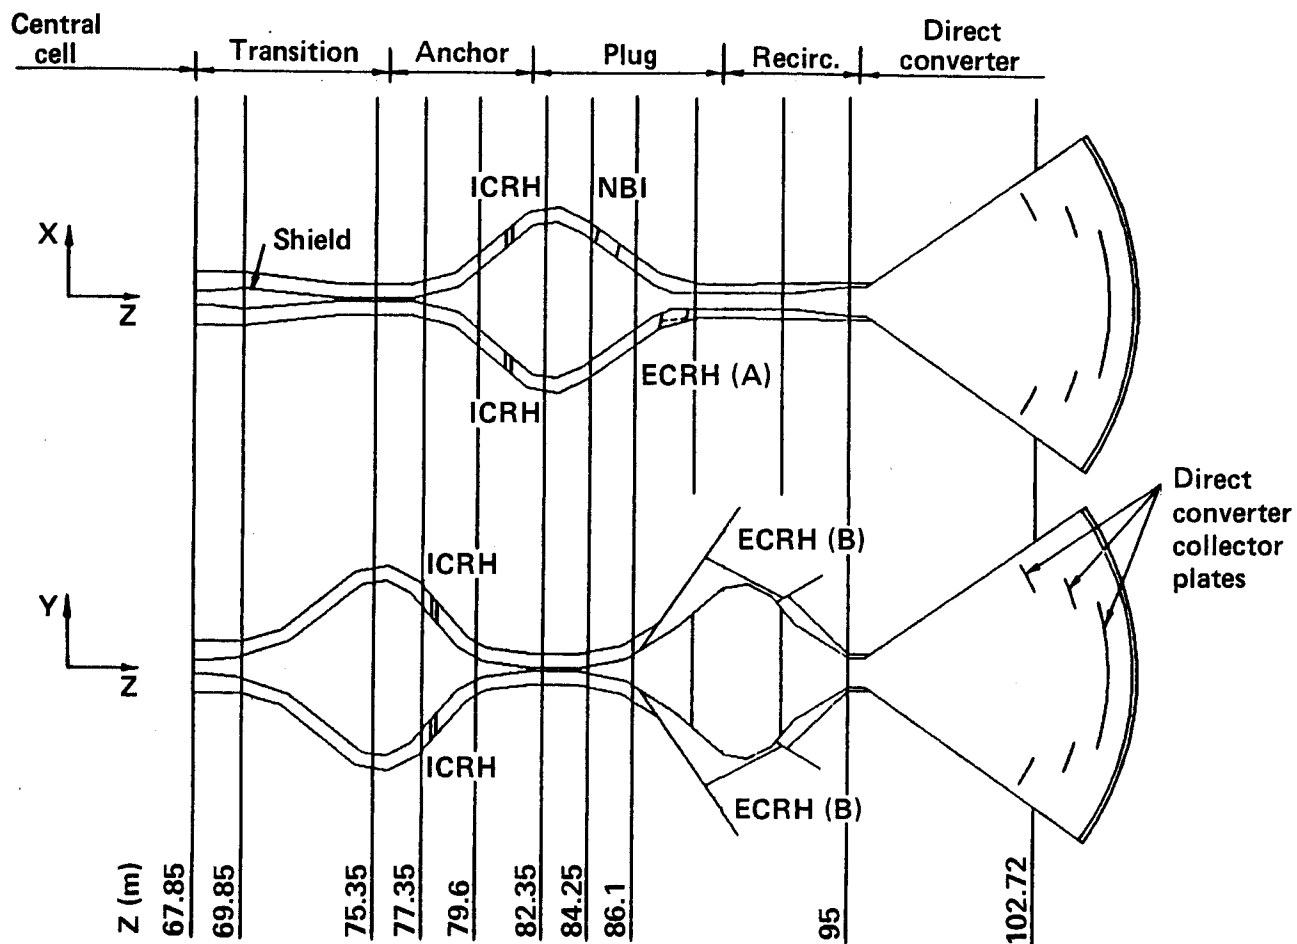 Central
cell
Transition
Anchor
Plug
Recirc.
Direct
converter
ICRH
NBI
X
Shield
Z
ECRH (A)
ICRH
Direct
converter
collector
plates
ECRH (B)
ICRH
Y
Z
ICRH
ECRH (B)
Z (m)
67.85
69.85
75.35
77.35
79.6
82.35
84.25
86.1
95
102.72